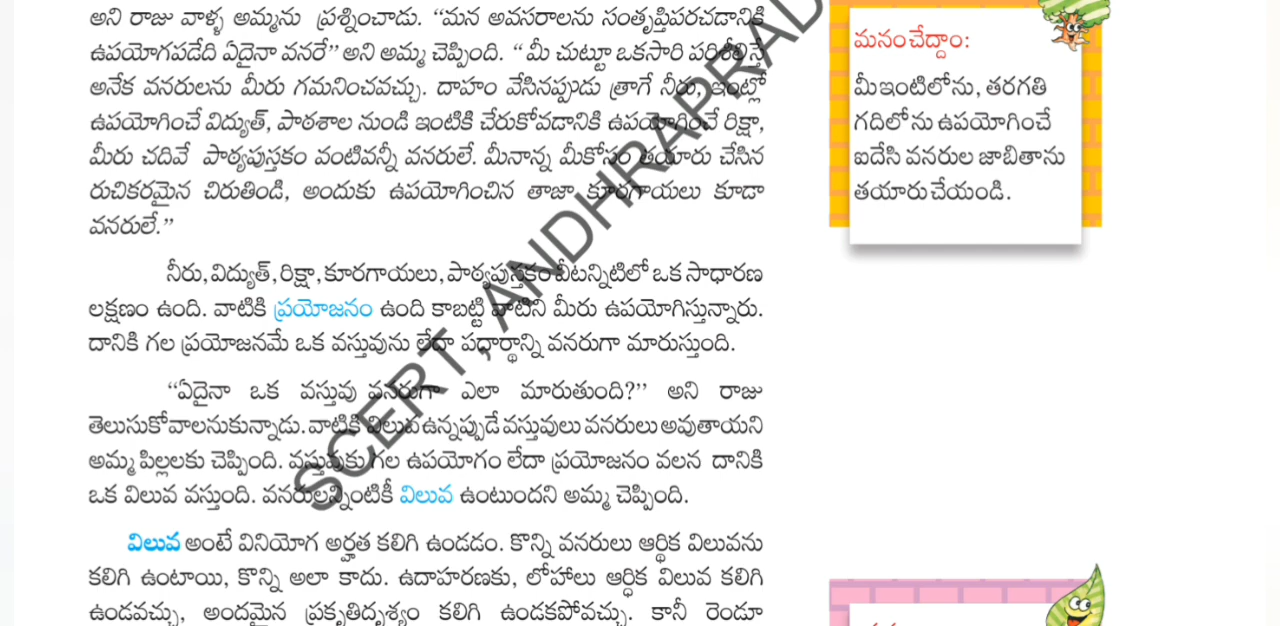 అని రాజు వాళ్ళ అమ్మను ప్రశ్నించాడు. “మన అవసరాలను సంతృప్తిపరచడానికి
ఉపయోగపడేది ఏదైనా వనరే” అని అమ్మ చెప్పింది. “ మీ చుట్టూ ఒకసారి పరిశీలిస్తే
అనేక వనరులను మీరు గమనించవచ్చు. దాహం వేసినప్పుడు త్రాగే నీరు, ఇంట్లో
ఉపయోగించే విద్యుత్, పాఠశాల నుండి ఇంటికి చేరుకోవడానికి ఉపయోగించే రిక్షా,
మీరు చదివే పాఠ్యపుస్తకం వంటివన్నీ వనరులే. మీనాన్న మీకోసం తయారు చేసిన
రుచికరమైన చిరుతిండి, అందుకు ఉపయోగించిన తాజా కూరగాయలు కూడా
వనరులే.”
నీరు, విద్యుత్, రిక్షా, కూరగాయలు, పాఠ్యపుస్తకం వీటన్నిటిలో ఒక సాధారణ
లక్షణం ఉంది. వాటికి ప్రయోజనం ఉంది కాబట్టి వాటిని మీరు ఉపయోగిస్తున్నారు.
దానికి గల ప్రయోజనమే ఒక వస్తువును లేదా పధార్థాన్ని వనరుగా మారుస్తుంది.
“ఏదైనా ఒక వస్తువు వనరుగా ఎలా మారుతుంది?” అని రాజు
తెలుసుకోవాలనుకున్నాడు. వాటికి విలువ ఉన్నప్పుడే వస్తువులు వనరులు అవుతాయని
అమ్మ పిల్లలకు చెప్పింది. వస్తువుకు గల ఉపయోగం లేదా ప్రయోజనం వలన దానికి
ఒక విలువ వస్తుంది. వనరులన్నింటికీ విలువ ఉంటుందని అమ్మ చెప్పింది.
విలువ అంటే వినియోగ అర్హత కలిగి ఉండడం. కొన్ని వనరులు ఆర్థిక విలువను
కలిగి ఉంటాయి, కొన్ని అలా కాదు. ఉదాహరణకు, లోహాలు ఆర్ధిక విలువ కలిగి
ఉండవచ్చు, అందమైన ప్రకృతిదృశ్యం కలిగి ఉండకపోవచ్చు. కానీ రెండూ
మనంచేద్దాం:
మీఇంటిలోను, తరగతి
గదిలోను ఉపయోగించే
ఐదేసి వనరుల జాబితాను
తయారుచేయండి.
SCERT, ANDHRAPRAD